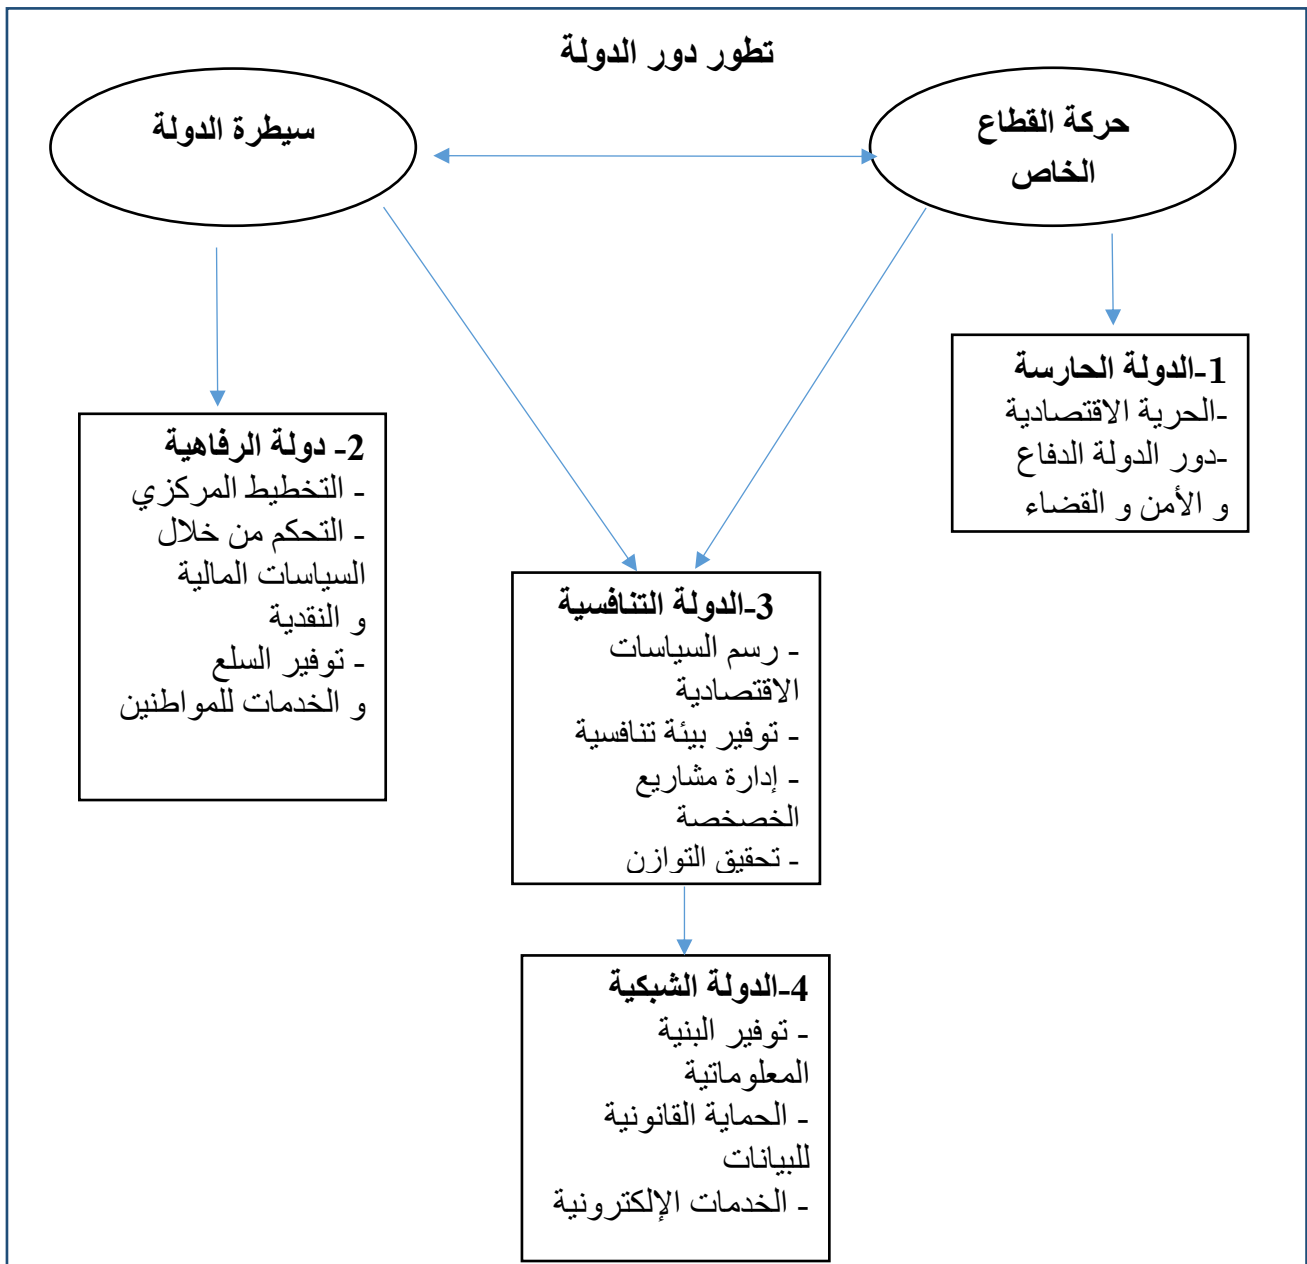 تطور دور الدولة
حركة القطاع
الخاص
سيطرة الدولة
1-الدولة الحارسة
-الحرية الاقتصادية
-دور الدولة الدفاع
و الأمن و القضاء
2- دولة الرفاهية
- التخطيط المركزي
- التحكم من خلال
السياسات المالية
و النقدية
- توفير السلع
و الخدمات للمواطنين
3-الدولة التنافسية
- رسم السياسات
الاقتصادية
- توفير بيئة تنافسية
- إدارة مشاريع
الخصخصة
- تحقيق التوازن
4-الدولة الشبكية
- توفير البنية
المعلوماتية
- الحماية القانونية
للبيانات
- الخدمات الإلكترونية